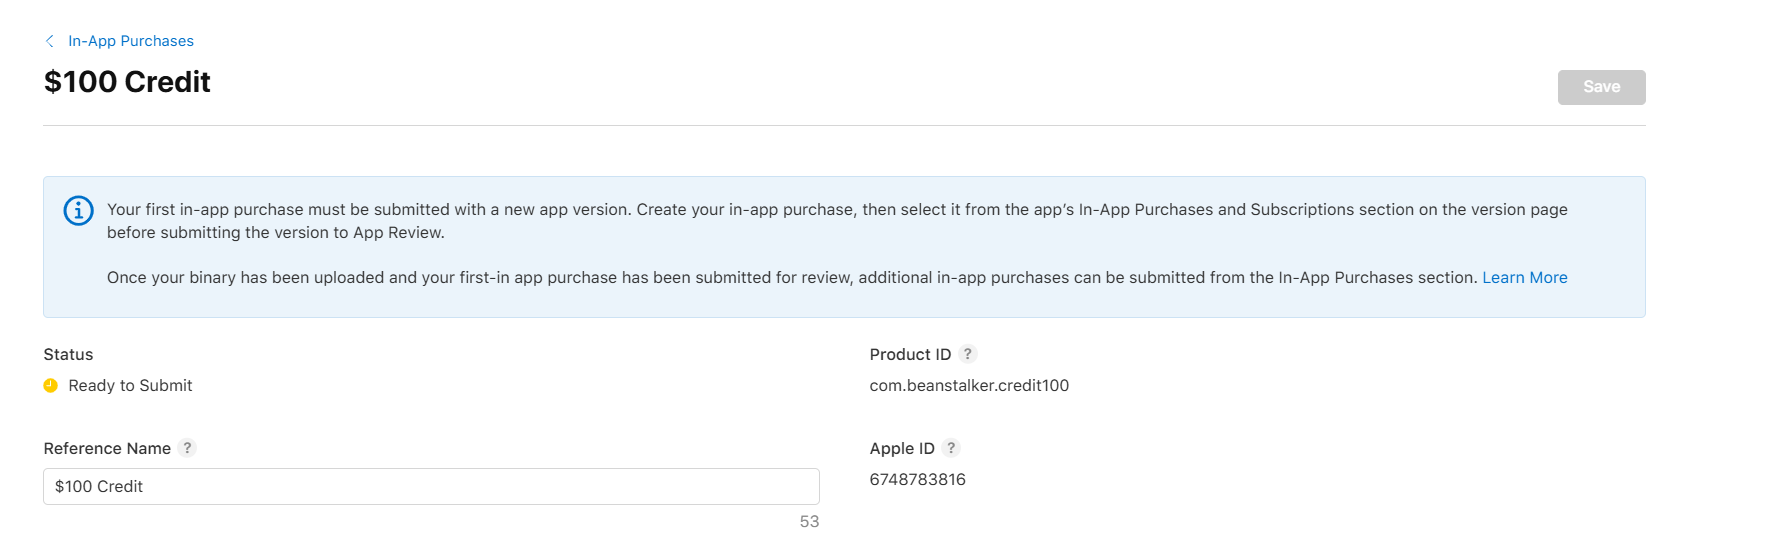 In-App Purchases
$100 Credit
Save
Your first in-app purchase must be submitted with a new app version. Create your in-app purchase, then select it from the app’s In-App Purchases and Subscriptions section on the version page
before submitting the version to App Review.
Once your binary has been uploaded and your first-in app purchase has been submitted for review, additional in-app purchases can be submitted from the In-App Purchases section. Learn More
Status
Product ID ?
Ready to Submit
com.beanstalker.credit100
Reference Name ?
Apple ID ?
$100 Credit
6748783816
53